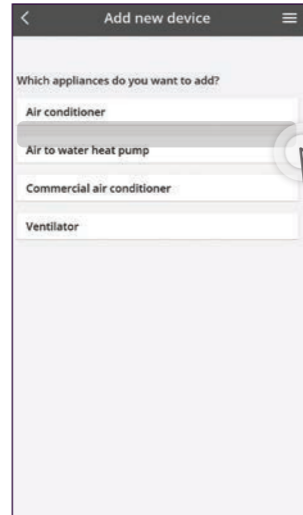 Add new device
Which appliances do you want to add?
Air conditioner
Air to water heat pump
Commercial air conditioner
Ventilator